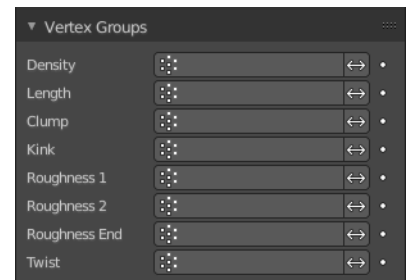 Vertex Groups
Density
Length
Clump
Kink
Roughness 1
Roughness 2
Roughness End
Twist